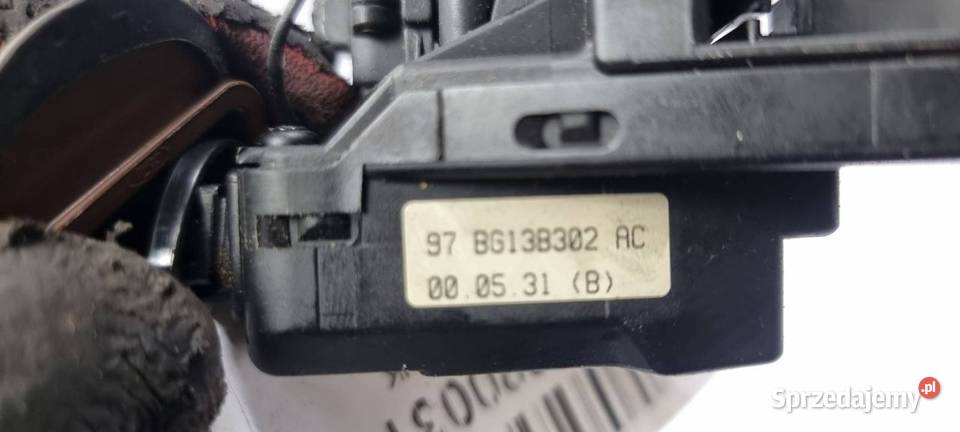 97 BG13B302 AC
00.05.31 (B)
Sprzedajemy.pl